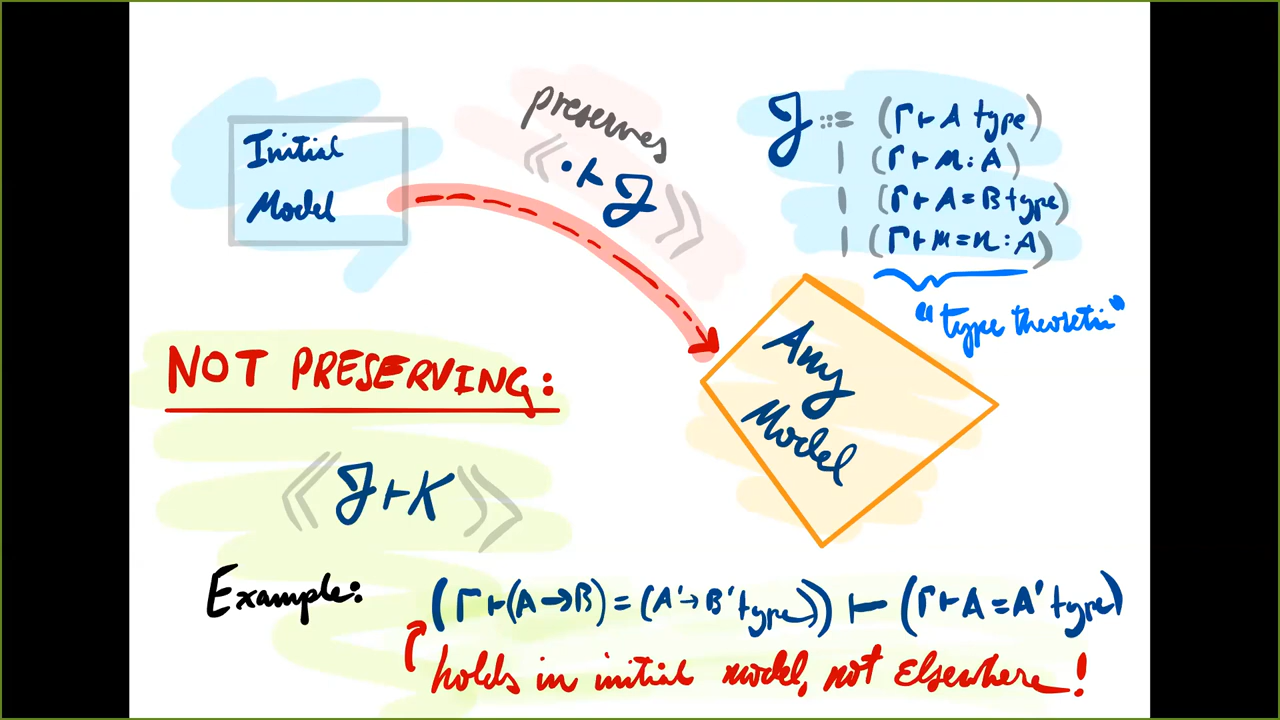 Initial
Model
preserves
《 · ⊢ J 》
J ::= (Γ ⊢ A type)
| (Γ ⊢ M : A)
| (Γ ⊢ A = B type)
| (Γ ⊢ M = N : A)
"type theoretic"
Any
Model
NOT PRESERVING:
《 J ⊢ K 》
Example: (Γ ⊢ (A → B) = (A' → B' type)) ⊢ (Γ ⊢ A = A' type)
holds in initial model, not Elsewhere!